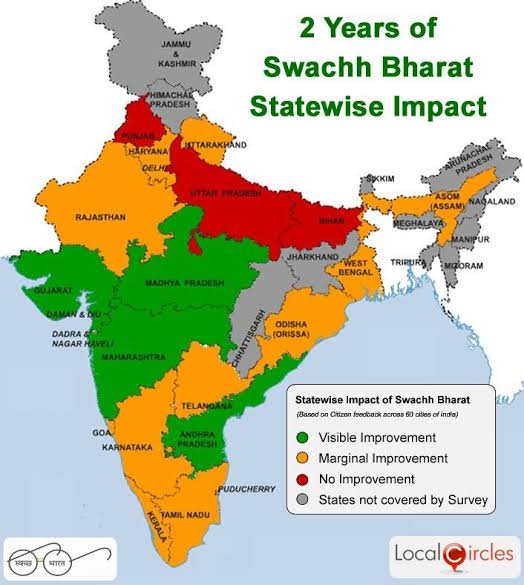 2 Years of
Swachh Bharat
Statewise Impact
JAMMU
& KASHMIR
HIMACHAL
PRADESH
PUNJAB
UTTARAKHAND
HARYANA
DELHI
ARUNACHAL
PRADESH
SIKKIM
UTTAR PRADESH
ASOM
(ASSAM)
NAGALAND
RAJASTHAN
BIHAR
MEGHALAYA
MANIPUR
JHARKHAND
WEST
BENGAL
TRIPURA
MIZORAM
GUJARAT
MADHYA PRADESH
DAMAN & DIU
CHHATTISGARH
ODISHA
(ORISSA)
DADRA &
NAGAR HAVELI
MAHARASHTRA
TELANGANA
GOA
KARNATAKA
ANDHRA
PRADESH
PUDUCHERRY
KERALA
TAMIL NADU
Statewise Impact of Swachh Bharat
(Based on Citizen feedback across 60 cities of India)
Visible Improvement
Marginal Improvement
No Improvement
States not covered by Survey
स्वच्छ भारत
LocalCircles